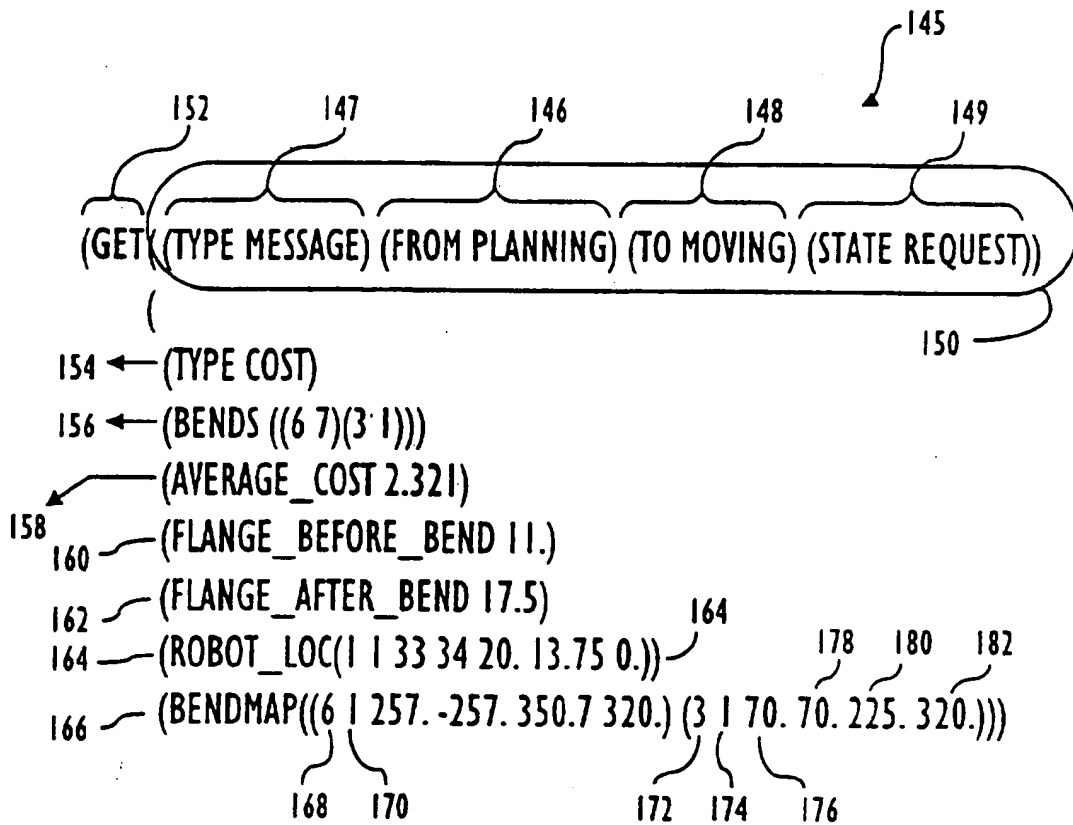 145
152 147 146 148 149
(GET((TYPE MESSAGE) (FROM PLANNING) (TO MOVING) (STATE REQUEST))
(
150
154 (TYPE COST)
156 (BENDS ((6 7)(3 1)))
(AVERAGE_COST 2.321)
158
160 (FLANGE_BEFORE_BEND 11.)
162 (FLANGE_AFTER_BEND 17.5)
164 (ROBOT_LOC(1 1 33 34 20. 13.75 0.)) 164
178 180 182
166 (BENDMAP((6 1 257. -257. 350.7 320.) (3 1 70. 70. 225. 320.)))
168 170 172 174 176